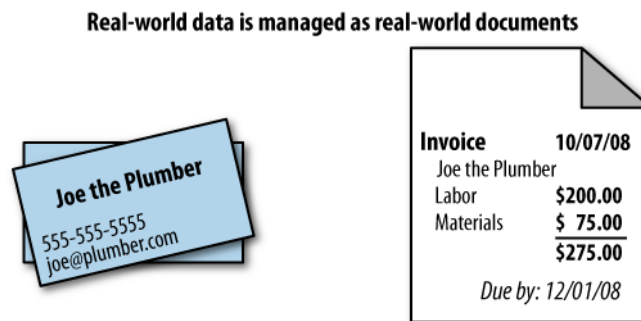 Real-world data is managed as real-world documents
Joe the Plumber
555-555-5555
joe@plumber.com
Invoice 10/07/08
Joe the Plumber
Labor $200.00
Materials $ 75.00
$275.00
Due by: 12/01/08